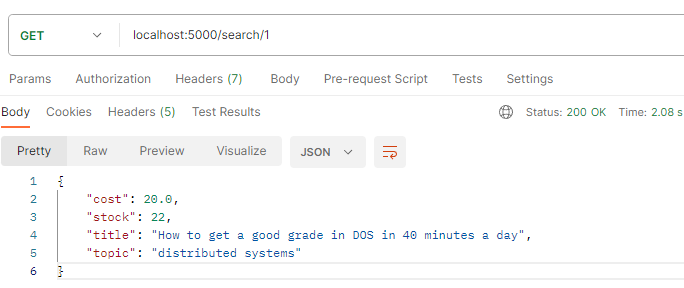 GET localhost:5000/search/1
Params Authorization Headers (7) Body Pre-request Script Tests Settings
Body Cookies Headers (5) Test Results Status: 200 OK Time: 2.08 s
Pretty Raw Preview Visualize JSON
1 {
2 "cost": 20.0,
3 "stock": 22,
4 "title": "How to get a good grade in DOS in 40 minutes a day",
5 "topic": "distributed systems"
6 }